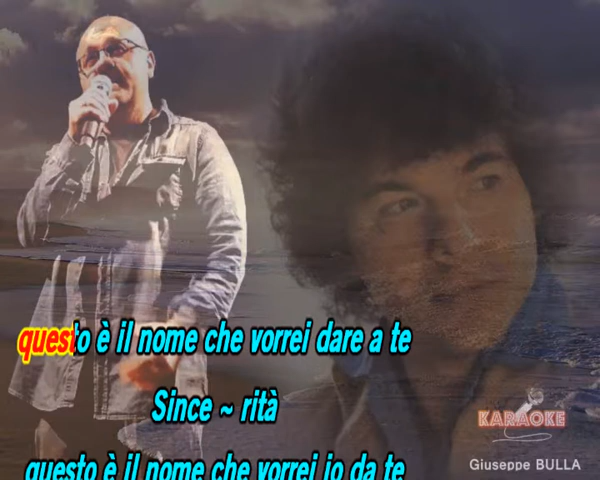 questo è il nome che vorrei dare a te
Since ~ rità
questo è il nome che vorrei io da te
KARAOKE
Giuseppe BULLA